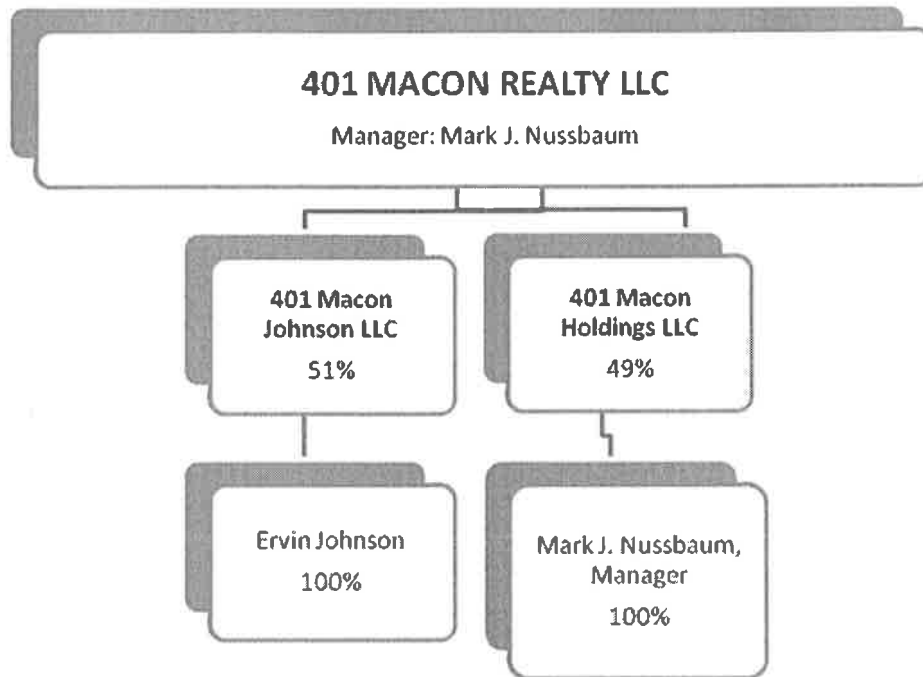 401 MACON REALTY LLC
Manager: Mark J. Nussbaum
401 Macon
Johnson LLC
51%
401 Macon
Holdings LLC
49%
Ervin Johnson
100%
Mark J. Nussbaum,
Manager
100%